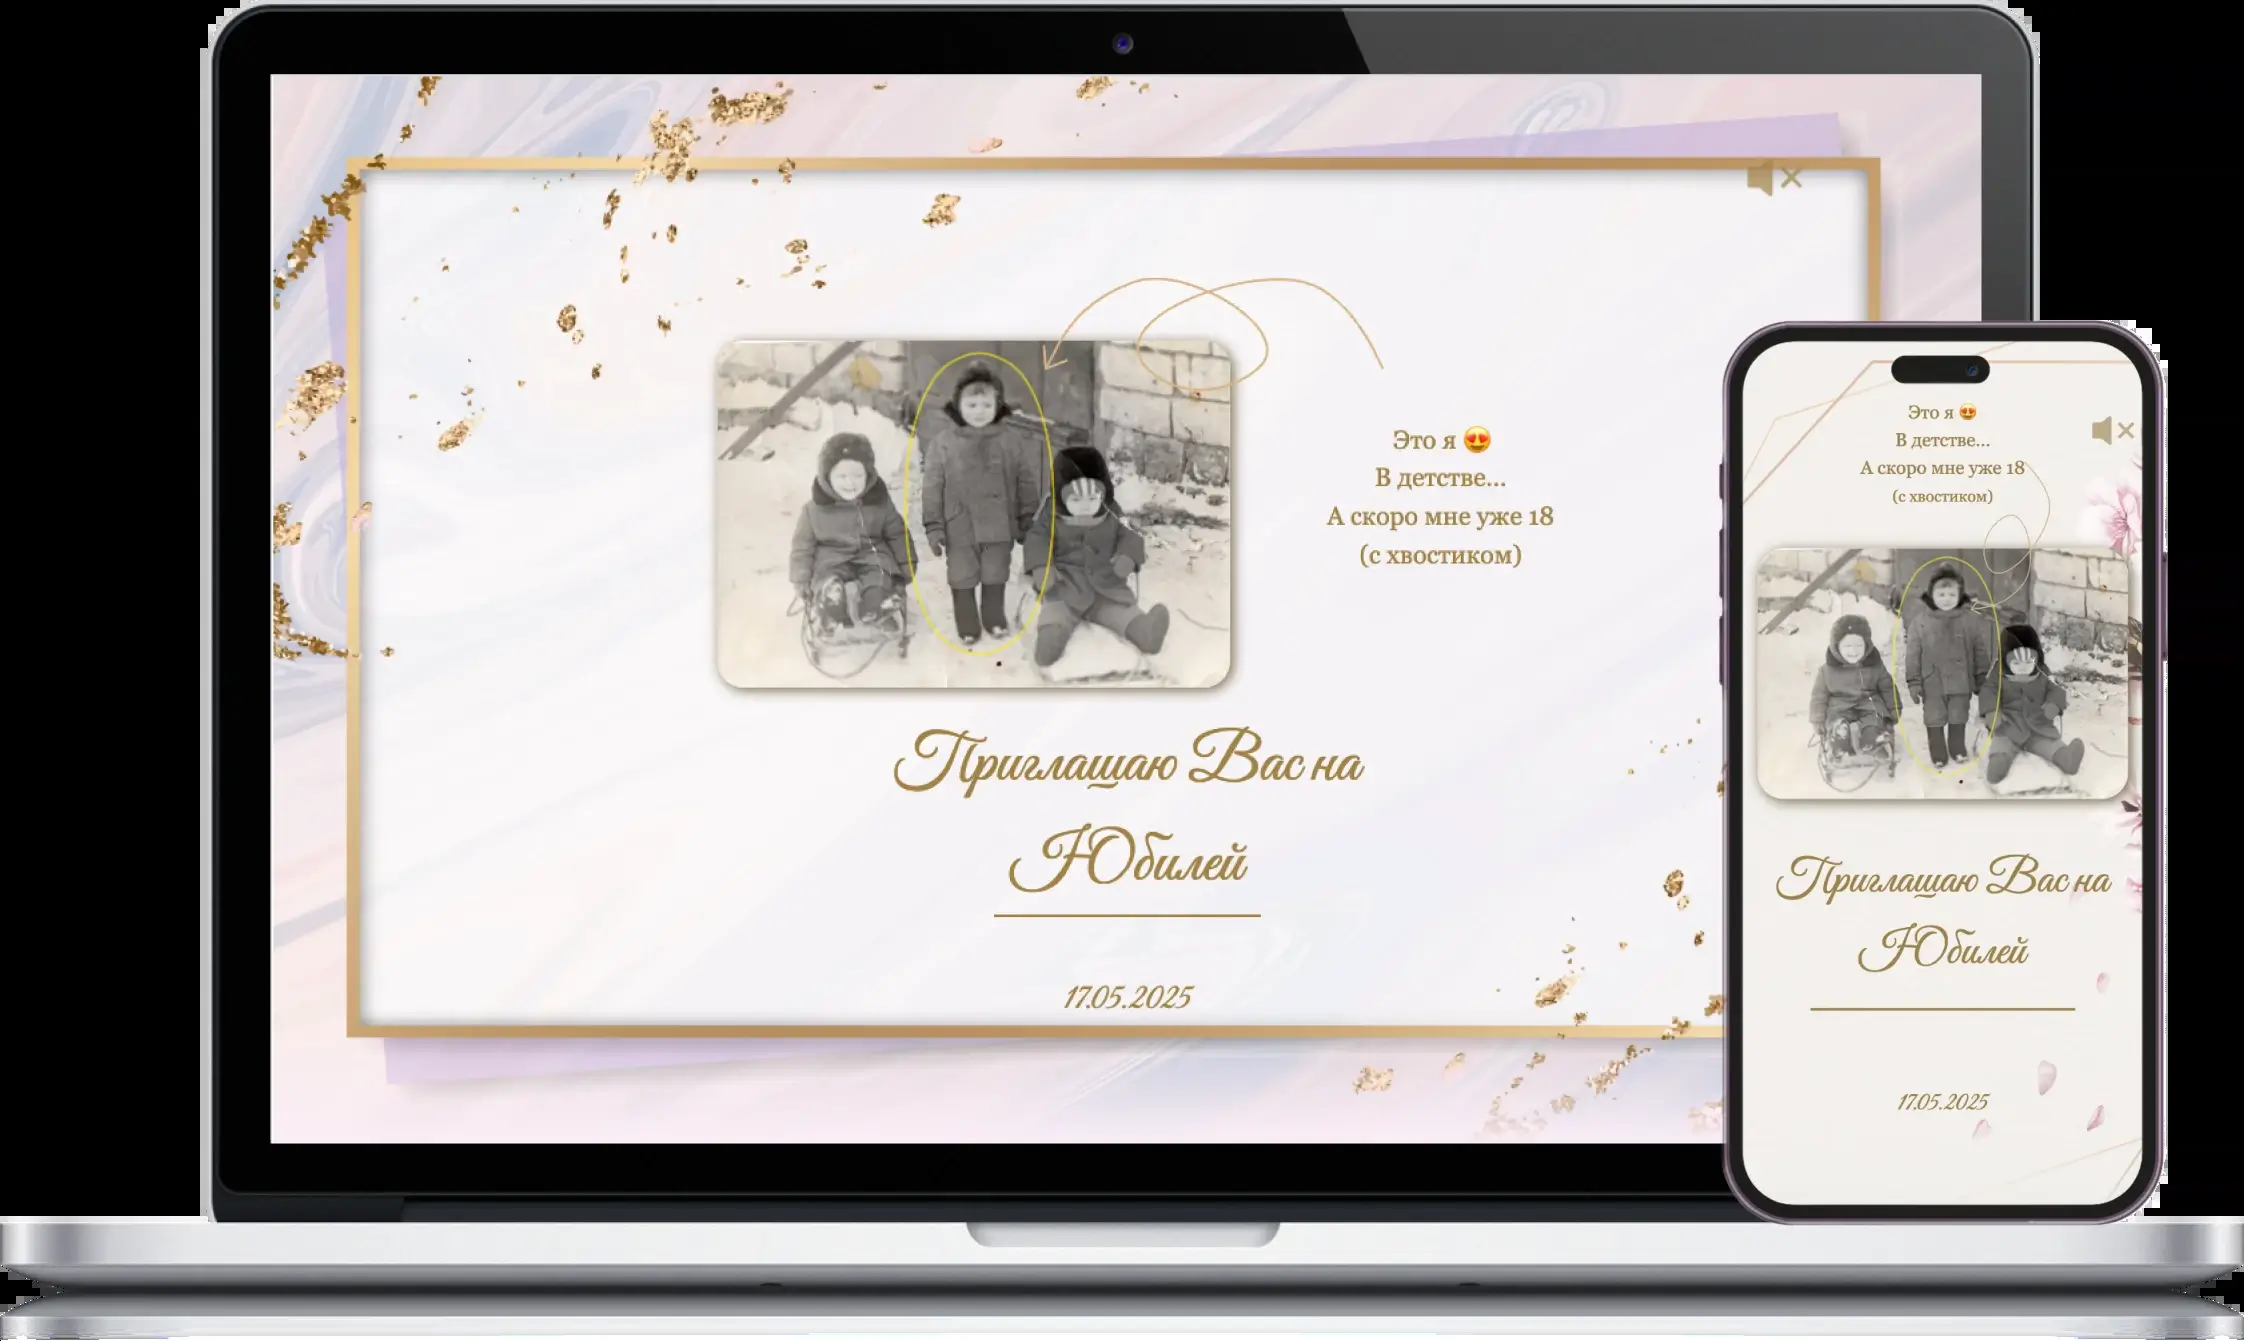 Это я 😍
В детстве...
А скоро мне уже 18
(с хвостиком)
Приглашаю Вас на
Юбилей
17.05.2025
Это я 😍
В детстве...
А скоро мне уже 18
(с хвостиком)
Приглашаю Вас на
Юбилей
17.05.2025